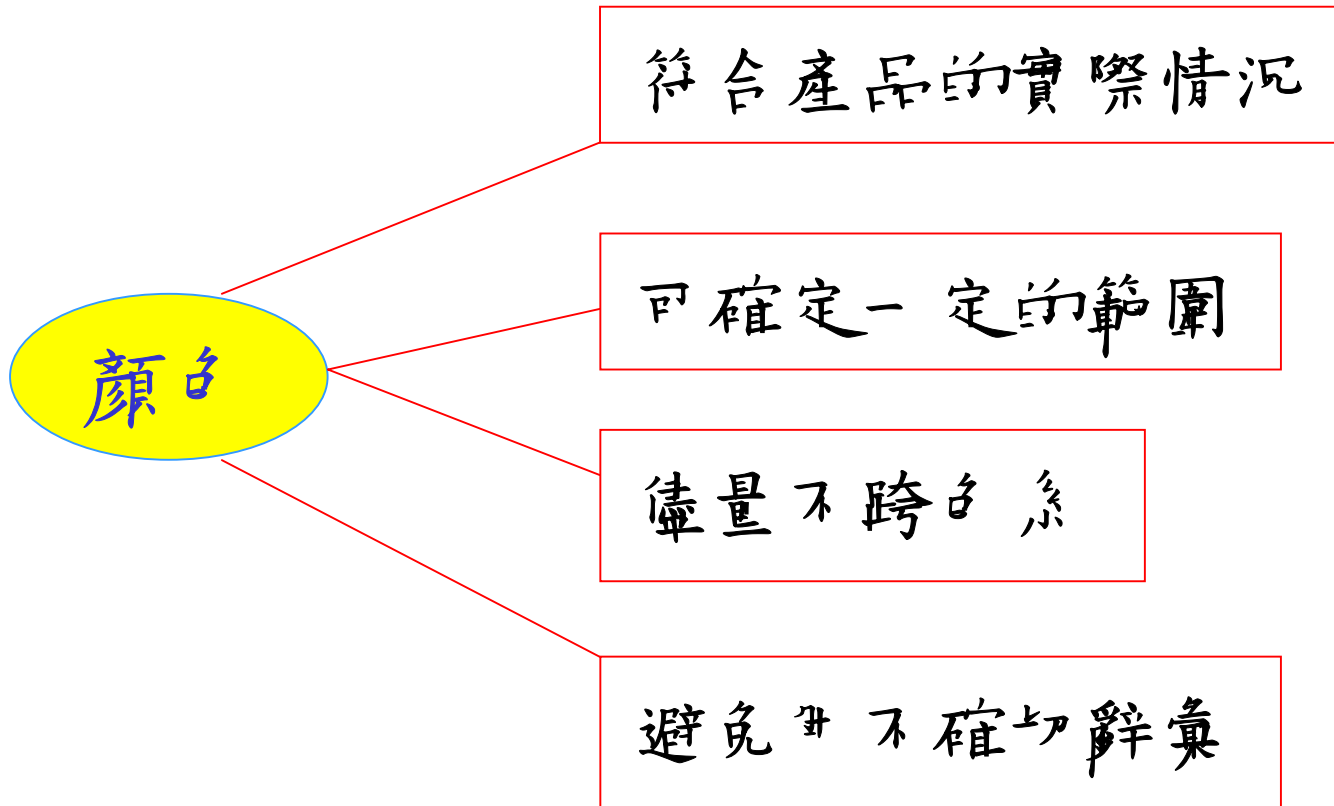 符合產品的實際情況
可確定一定的範圍
顏色
儘量不跨色系
避免用不確切辭彙